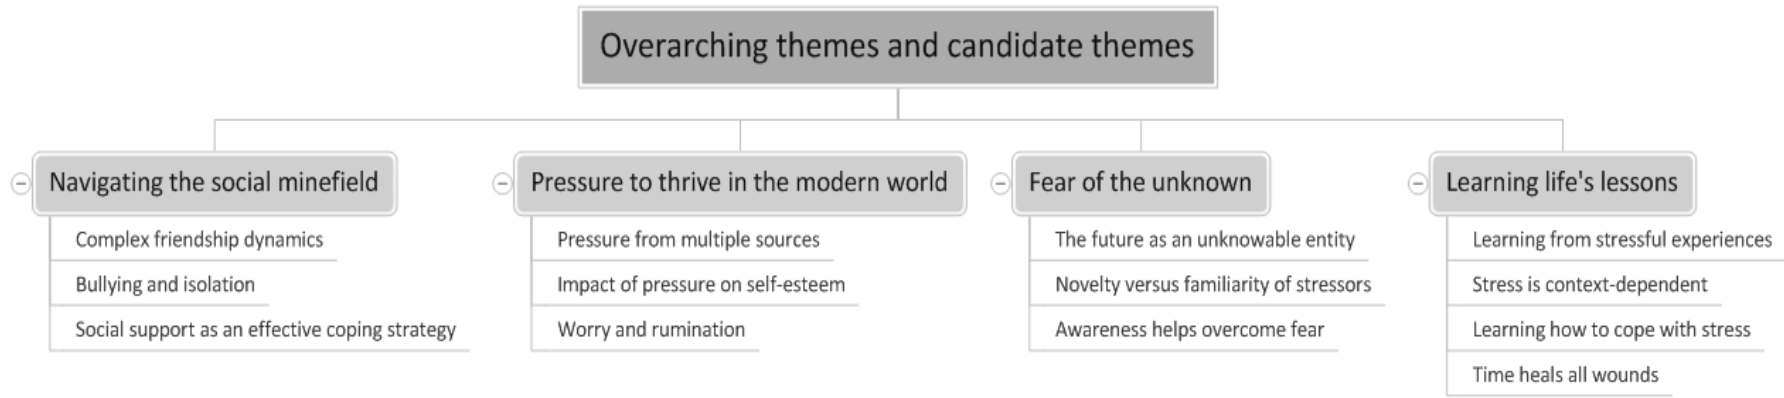 Overarching themes and candidate themes
Navigating the social minefield
Complex friendship dynamics
Bullying and isolation
Social support as an effective coping strategy
Pressure to thrive in the modern world
Pressure from multiple sources
Impact of pressure on self-esteem
Worry and rumination
Fear of the unknown
The future as an unknowable entity
Novelty versus familiarity of stressors
Awareness helps overcome fear
Learning life's lessons
Learning from stressful experiences
Stress is context-dependent
Learning how to cope with stress
Time heals all wounds